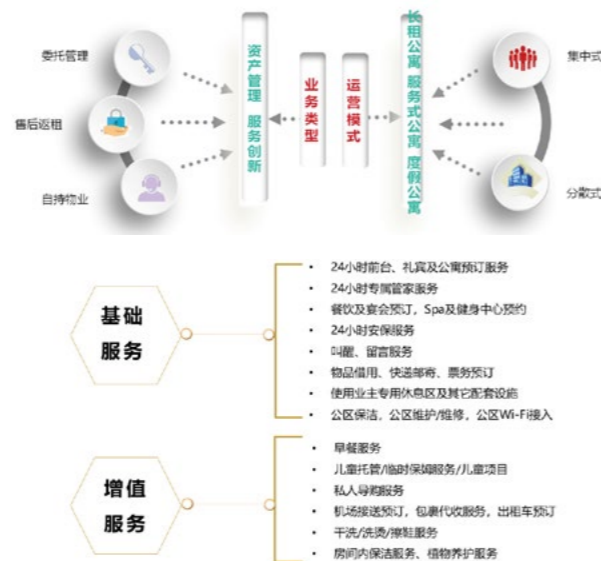 委托管理
售后返租
自持物业
资产管理 服务创新
业务类型
运营模式
长租公寓 服务式公寓 度假公寓
集中式
分散式
基础
服务
• 24小时前台、礼宾及公寓预订服务
• 24小时专属管家服务
• 餐饮及宴会预订，Spa及健身中心预约
• 24小时安保服务
• 叫醒、留言服务
• 物品借用、快递邮寄、票务预订
• 使用业主专用休息区及其它配套设施
• 公区保洁，公区维护/维修，公区Wi-Fi接入
增值
服务
• 早餐服务
• 儿童托管/临时保姆服务/儿童项目
• 私人导购服务
• 机场接送预订，包裹代收服务，出租车预订
• 干洗/洗烫/擦鞋服务
• 房间内保洁服务、植物养护服务